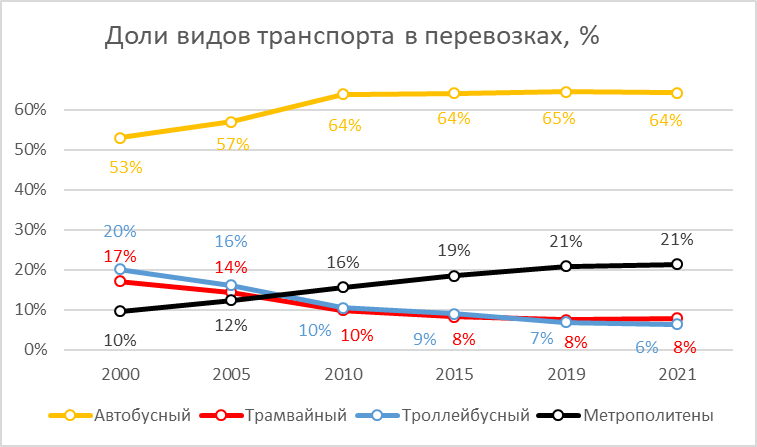 Доли видов транспорта в перевозках, %
60%
50%
40%
30%
20%
10%
0%
53% 57% 64% 64% 65% 64%
20% 16% 10% 9% 7% 6%
17% 14% 10% 8% 8% 8%
10% 12% 16% 19% 21% 21%
2000 2005 2010 2015 2019 2021
Автобусный Трамвайный Троллейбусный Метрополитены